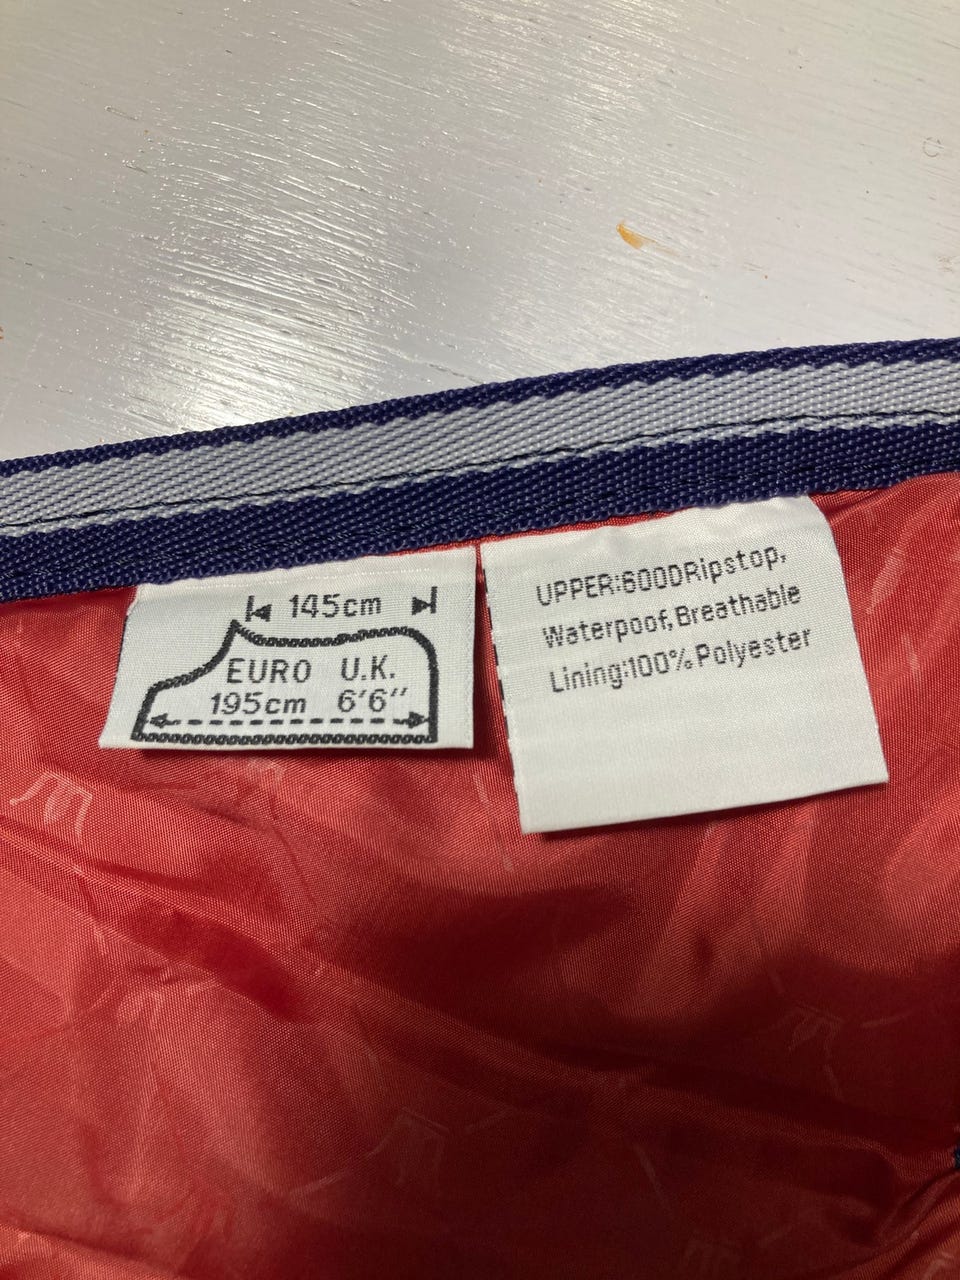 145cm
EURO U.K.
195cm 6'6"
UPPER:600DRipstop,
Waterpoof,Breathable
Lining:100% Polyester